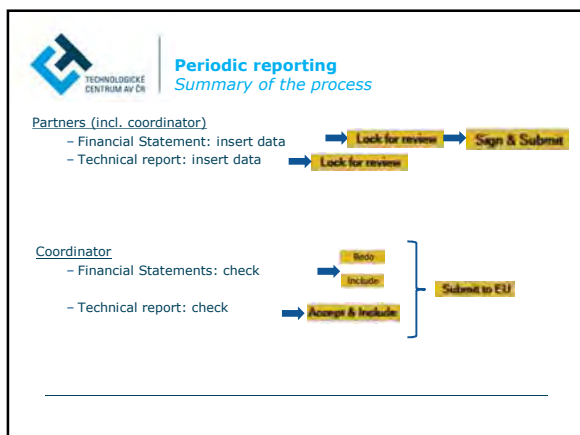 TECHNOLOGICKÉ
CENTRUM AV ČR
Periodic reporting
Summary of the process
Partners (incl. coordinator)
– Financial Statement: insert data
Lock for review
Sign & Submit
– Technical report: insert data
Lock for review
Coordinator
– Financial Statements: check
Redo
Include
– Technical report: check
Accept & Include
Submit to EU